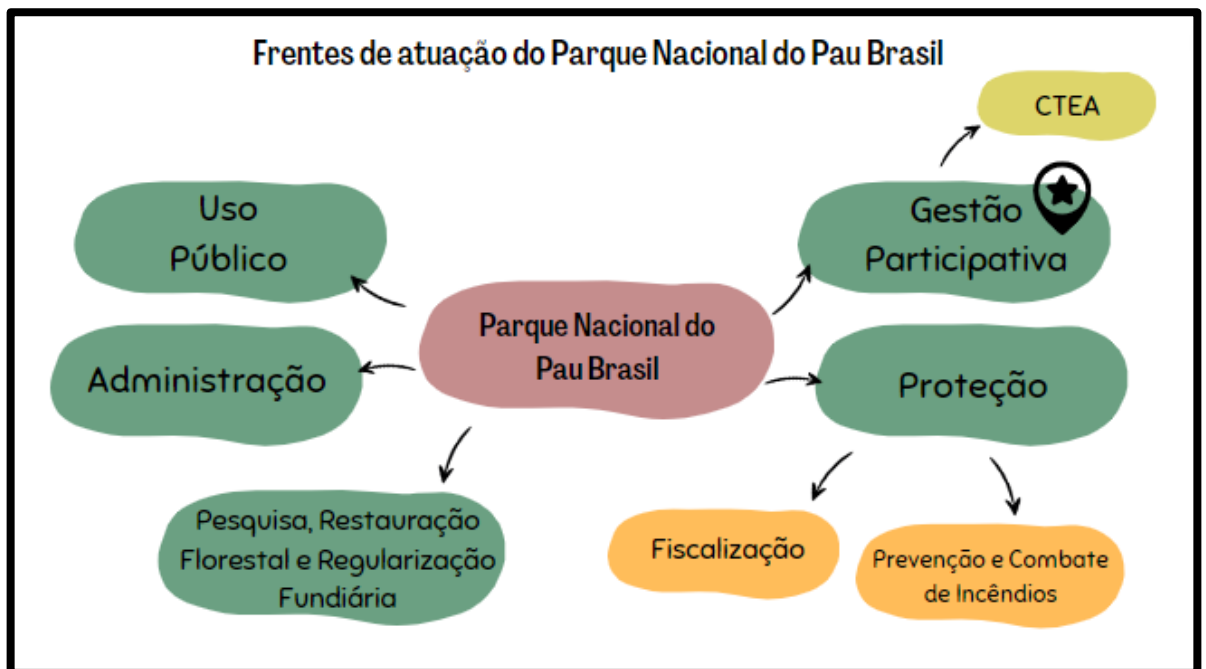 Frentes de atuação do Parque Nacional do Pau Brasil
CTEA
Uso
Público
Gestão
Participativa
Parque Nacional do
Pau Brasil
Administração
Proteção
Pesquisa, Restauração
Florestal e Regularização
Fundiária
Fiscalização
Prevenção e Combate
de Incêndios